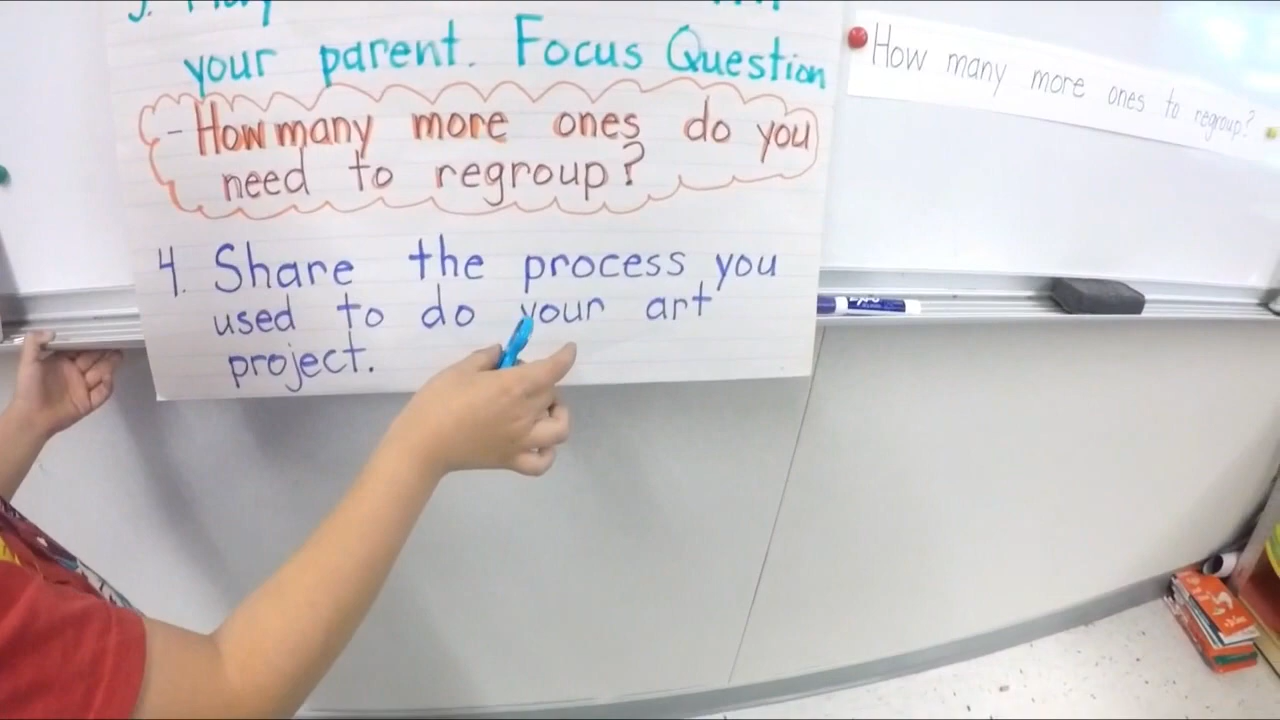 your parent. Focus Question
- How many more ones do you
need to regroup?
4. Share the process you
used to do your art
project.
How many more ones to regroup?
EXPO